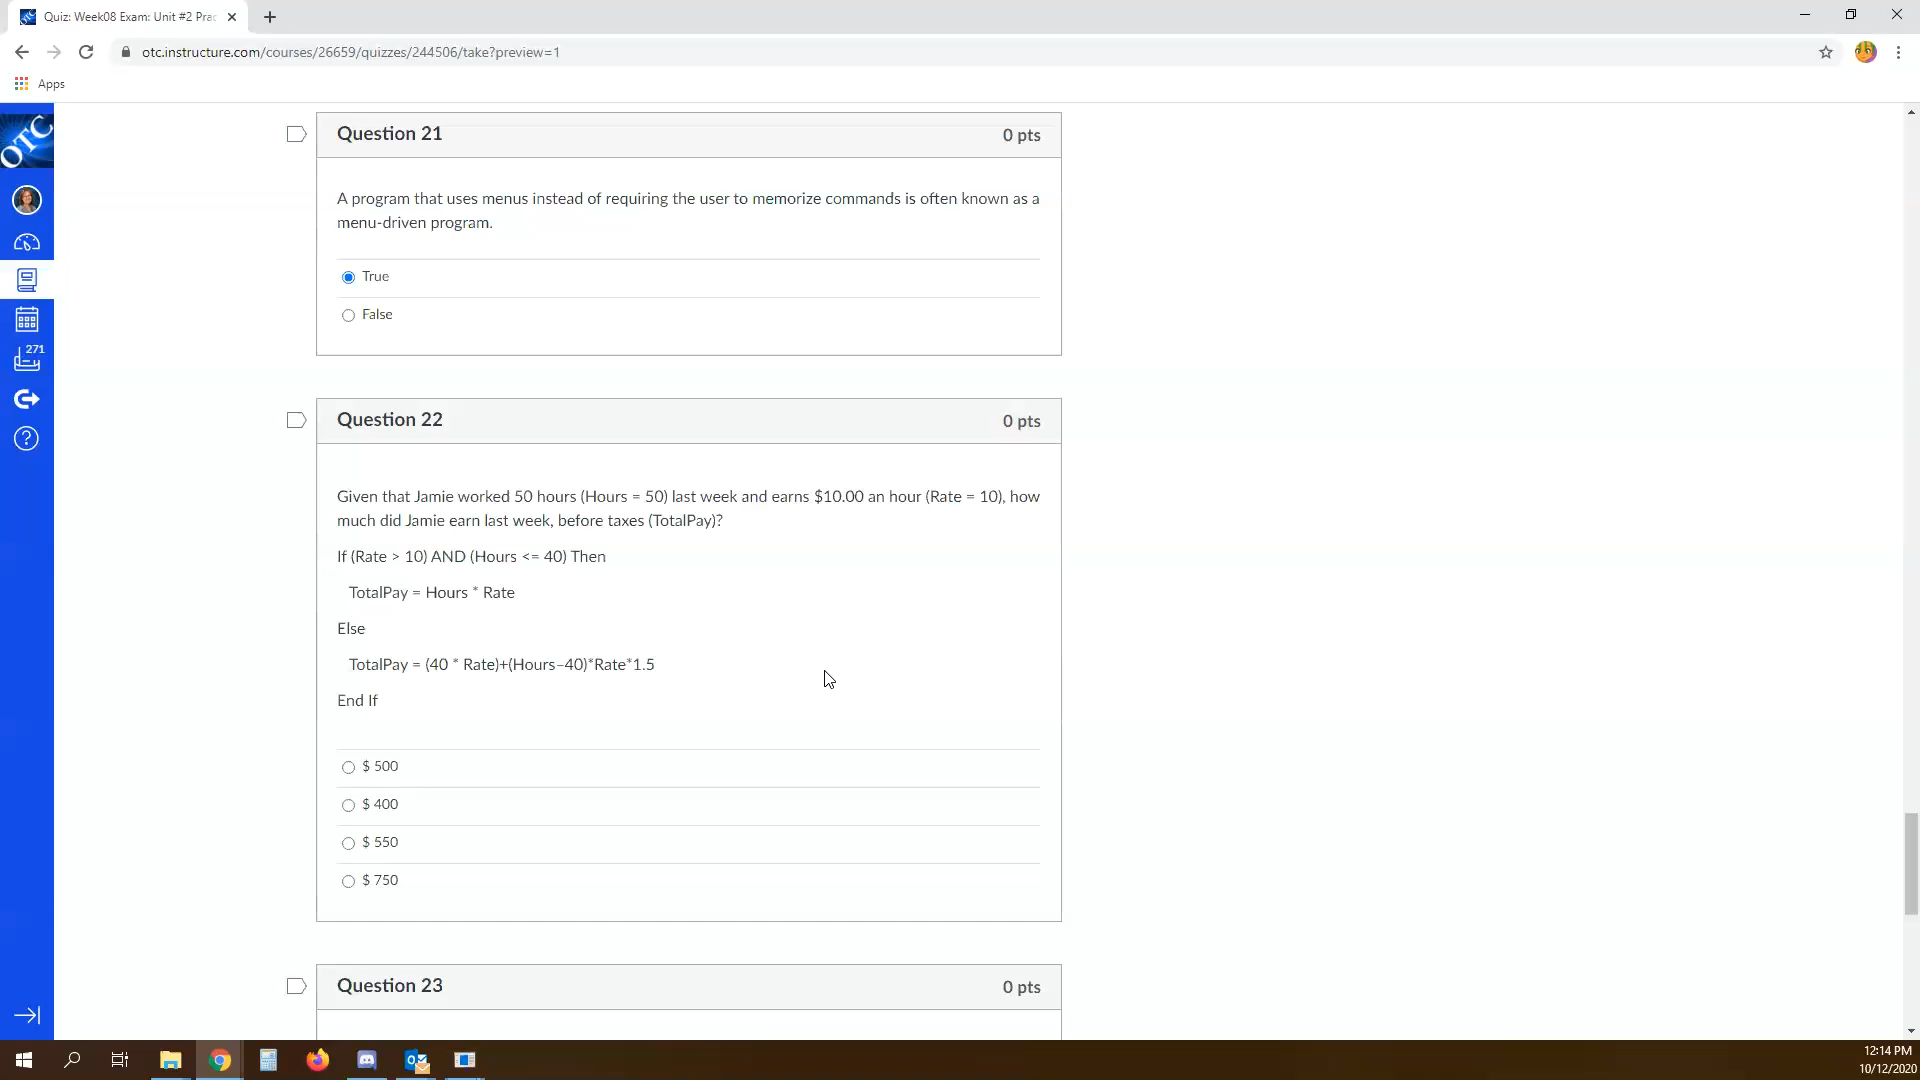 Quiz: Week08 Exam: Unit #2 Prac
otc.instructure.com/courses/26659/quizzes/244506/take?preview=1
Apps
OTC
271
Question 21
0 pts
A program that uses menus instead of requiring the user to memorize commands is often known as a
menu-driven program.
True
False
Question 22
0 pts
Given that Jamie worked 50 hours (Hours = 50) last week and earns $10.00 an hour (Rate = 10), how
much did Jamie earn last week, before taxes (TotalPay)?
If (Rate > 10) AND (Hours <= 40) Then
TotalPay = Hours * Rate
Else
TotalPay = (40 * Rate)+(Hours–40)*Rate*1.5
End If
$ 500
$ 400
$ 550
$ 750
Question 23
0 pts
12:14 PM
10/12/2020